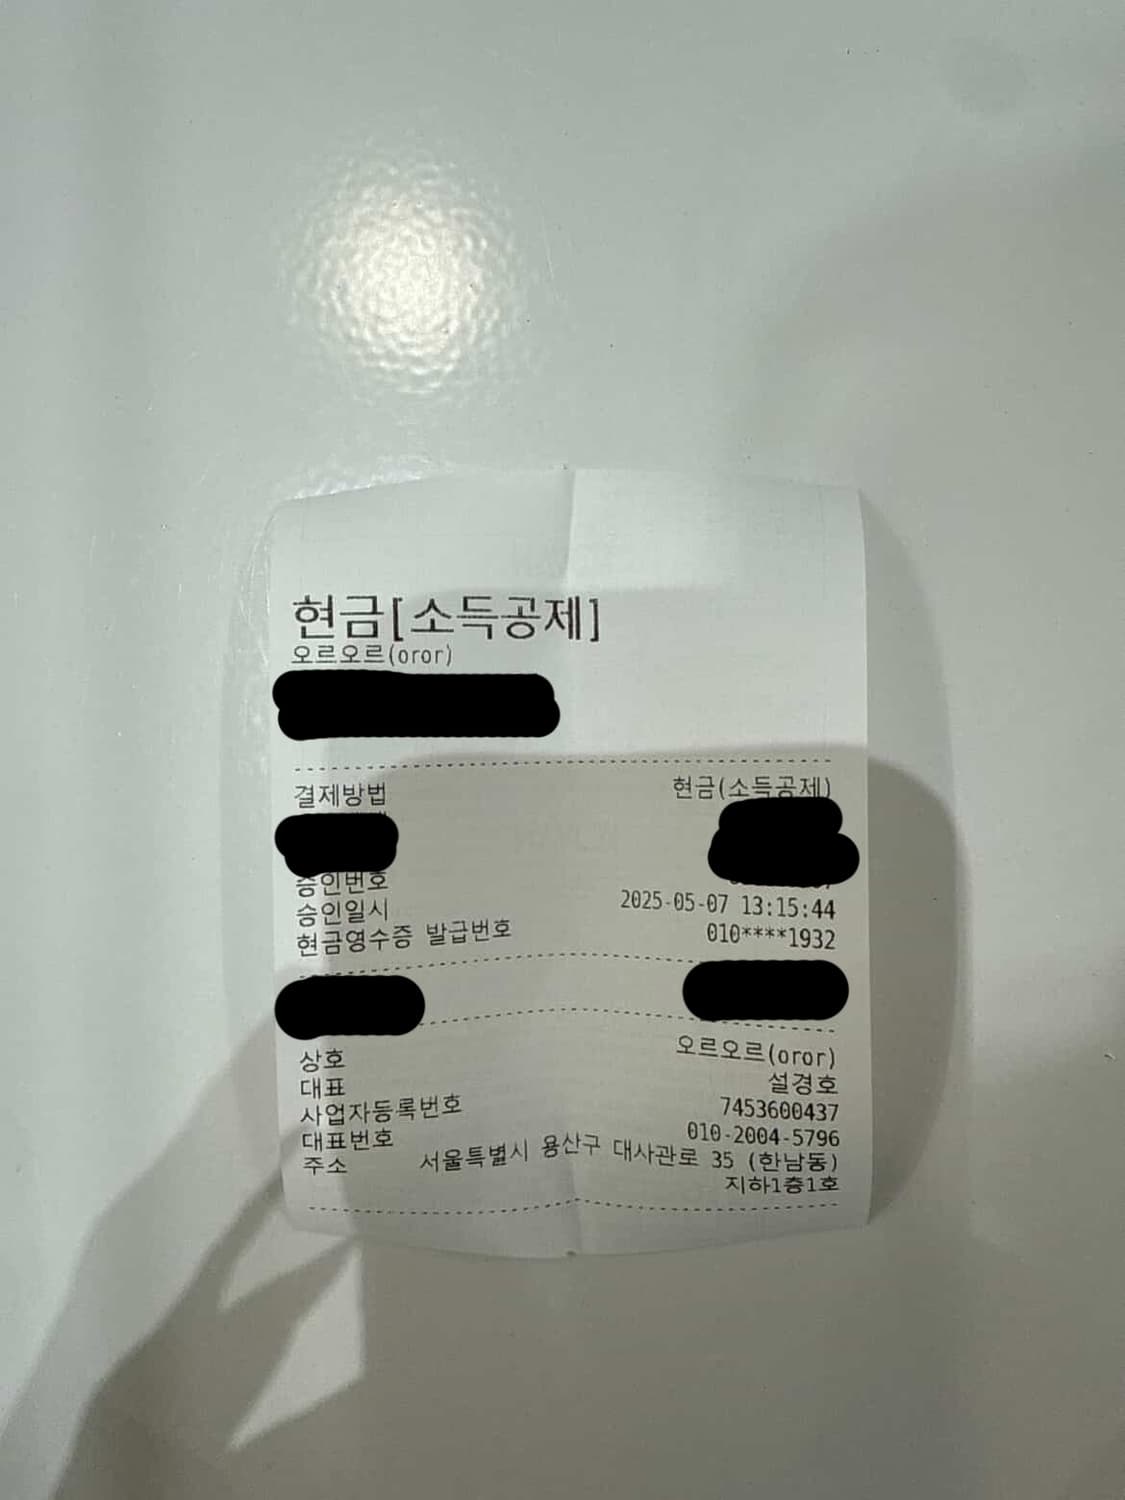 현금[소득공제]
오르오르(oror)
결제방법 현금(소득공제)
승인번호
승인일시 2025-05-07 13:15:44
현금영수증 발급번호 010****1932
상호 오르오르(oror)
대표 설경호
사업자등록번호 7453600437
대표번호 010-2004-5796
주소 서울특별시 용산구 대사관로 35 (한남동)
지하1층1호